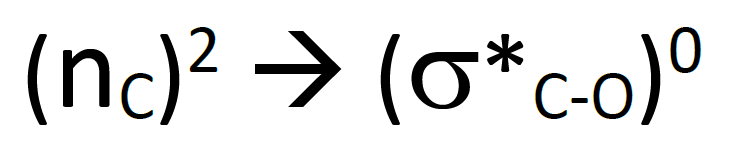 (n_C)² → (σ*_C-O)⁰